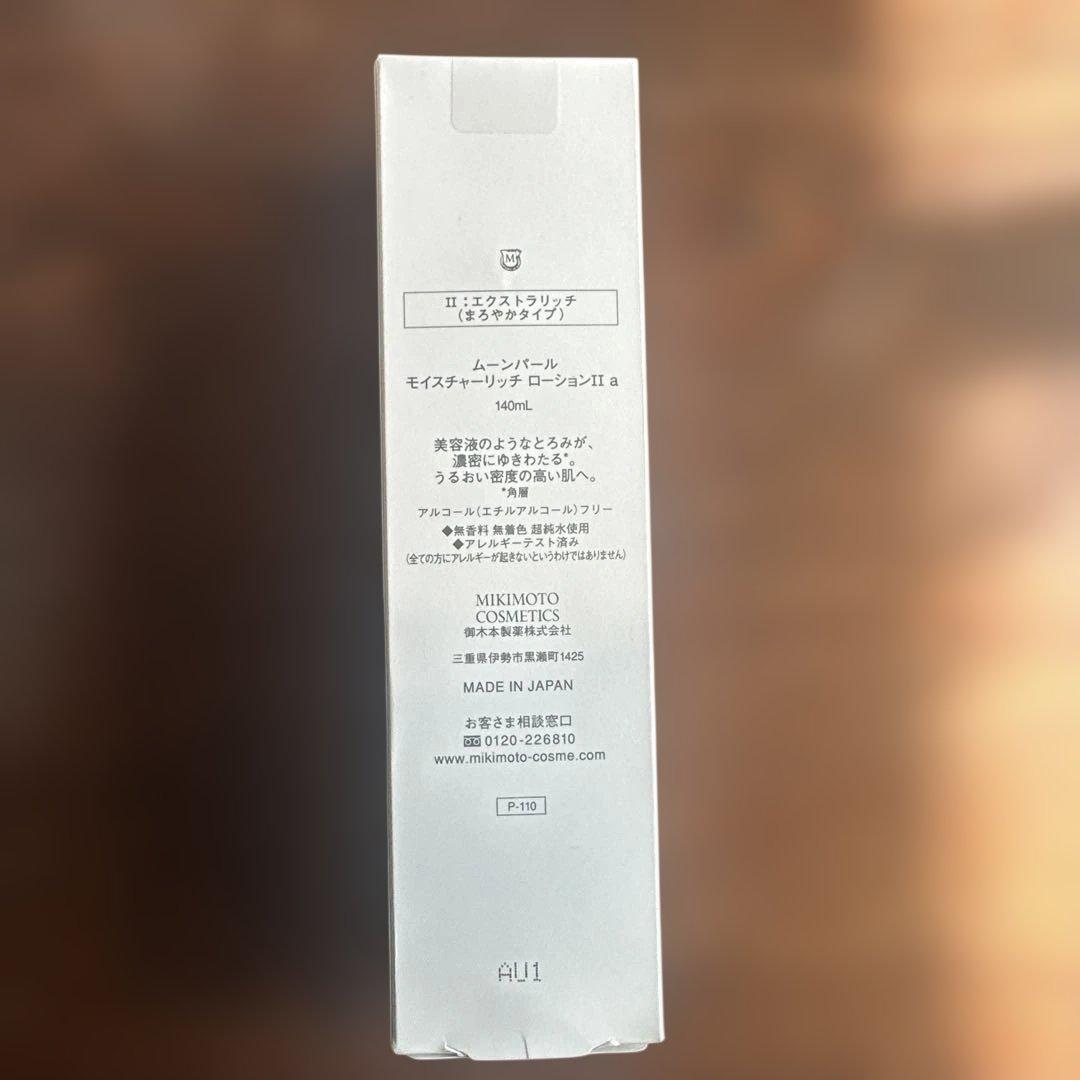 M
II：エクストラリッチ
（まろやかタイプ）
ムーンパール
モイスチャーリッチ ローションII a
140mL
美容液のようなとろみが、
濃密にゆきわたる*。
うるおい密度の高い肌へ。
*角層
アルコール（エチルアルコール）フリー
◆無香料 無着色 超純水使用
◆アレルギーテスト済み
（全ての方にアレルギーが起きないというわけではありません）
MIKIMOTO
COSMETICS
御木本製薬株式会社
三重県伊勢市黒瀬町1425
MADE IN JAPAN
お客さま相談窓口
0120-226810
www.mikimoto-cosme.com
P-110
AU1